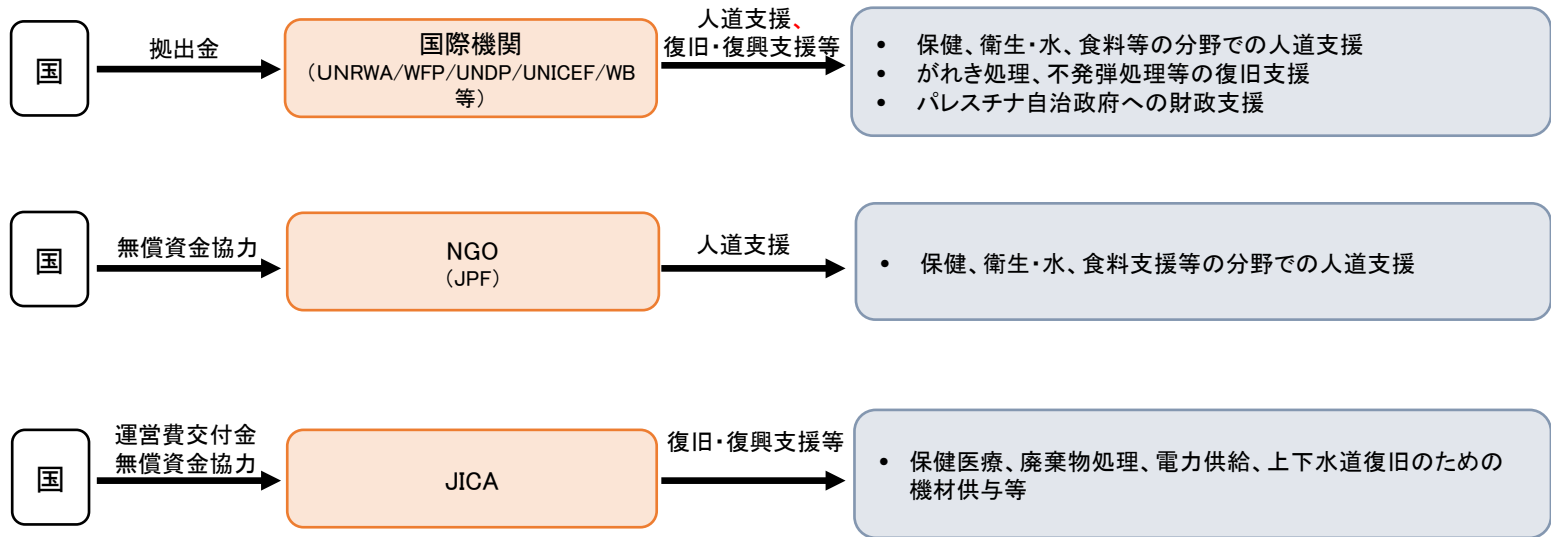 国
拠出金
国際機関
（UNRWA/WFP/UNDP/UNICEF/WB
等）
人道支援、
復旧・復興支援等
• 保健、衛生・水、食料等の分野での人道支援
• がれき処理、不発弾処理等の復旧支援
• パレスチナ自治政府への財政支援
国
無償資金協力
NGO
（JPF）
人道支援
• 保健、衛生・水、食料支援等の分野での人道支援
国
運営費交付金
無償資金協力
JICA
復旧・復興支援等
• 保健医療、廃棄物処理、電力供給、上下水道復旧のための
機材供与等